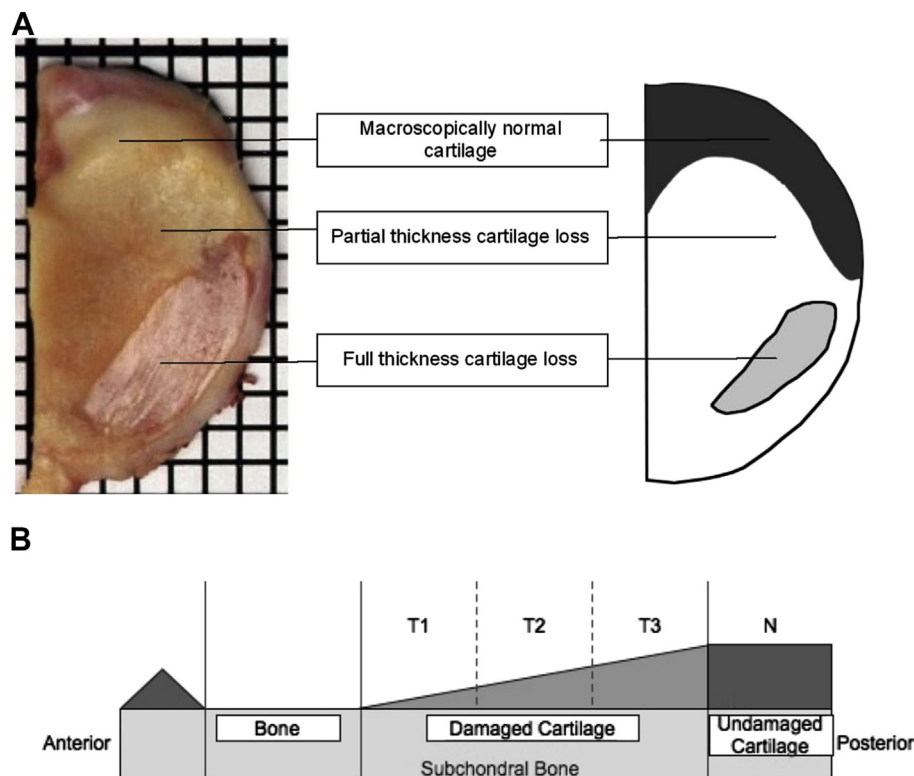 A
Macroscopically normal
cartilage
Partial thickness cartilage loss
Full thickness cartilage loss
B
T1 T2 T3 N
Bone Damaged Cartilage Undamaged
Cartilage
Anterior Posterior
Subchondral Bone